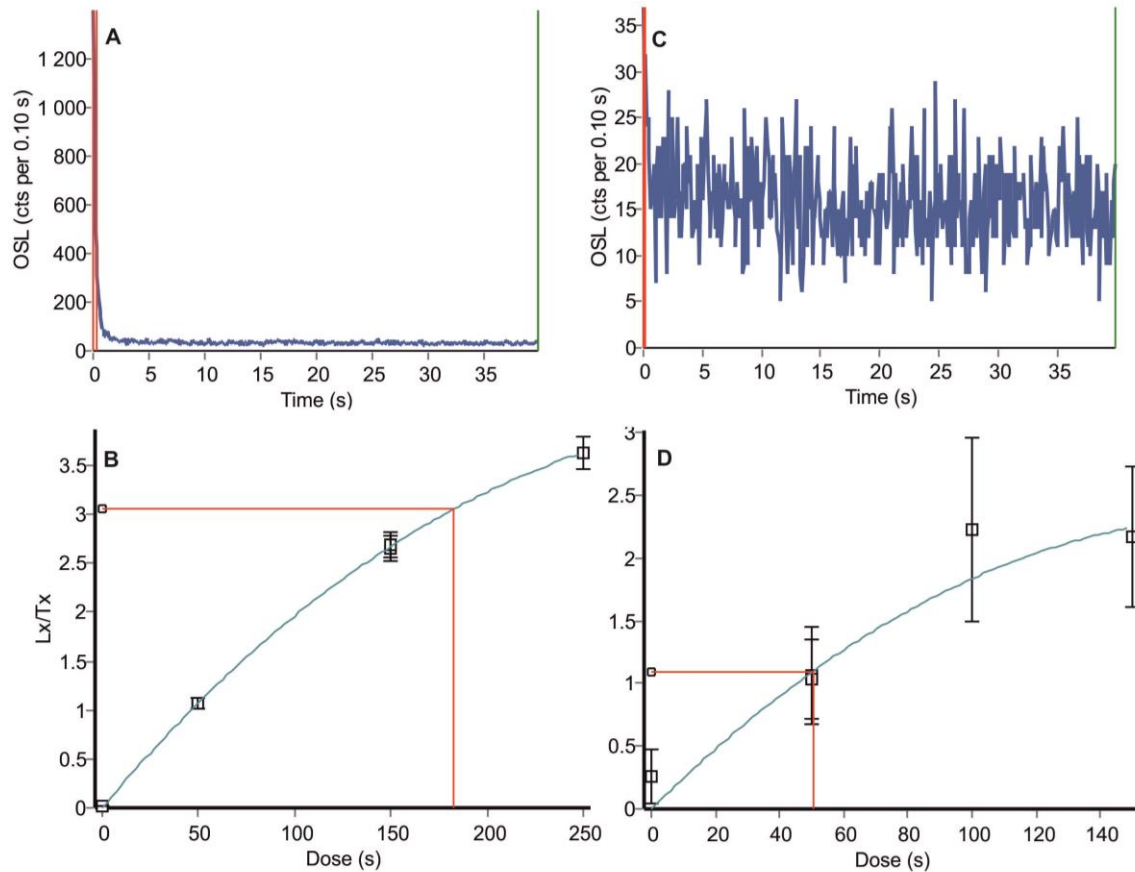 A
OSL (cts per 0.10 s)
1 200
1 000
800
600
400
200
0
0 5 10 15 20 25 30 35
Time (s)
C
OSL (cts per 0.10 s)
35
30
25
20
15
10
5
0
0 5 10 15 20 25 30 35
Time (s)
B
Lx/Tx
3.5
3
2.5
2
1.5
1
0.5
0
0 50 100 150 200 250
Dose (s)
D
3
2.5
2
1.5
1
0.5
0
0 20 40 60 80 100 120 140
Dose (s)